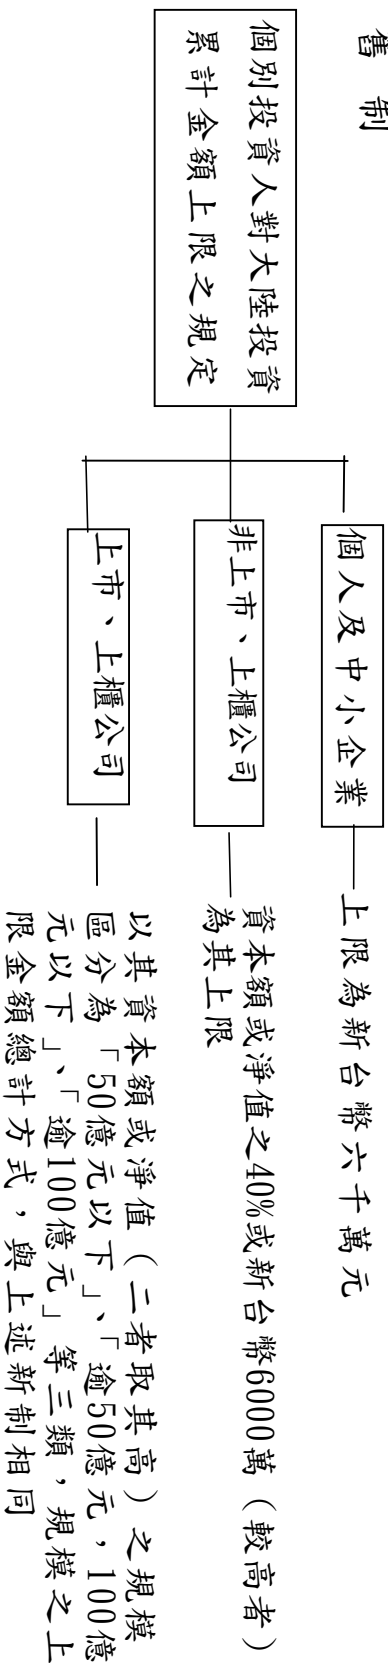 舊 制
個別投資人對大陸投資
累計金額上限之規定
個人及中小企業
上限為新台幣六千萬元
非上市、上櫃公司
資本額或淨值之40%或新台幣6000萬（較高者）
為其上限
上市、上櫃公司
以其資本額或淨值（二者取其高）之規模
區分為「50億元以下」、「逾50億元，100億
元以下」、「逾100億元」等三類，規模之上
限金額總計方式，與上述新制相同